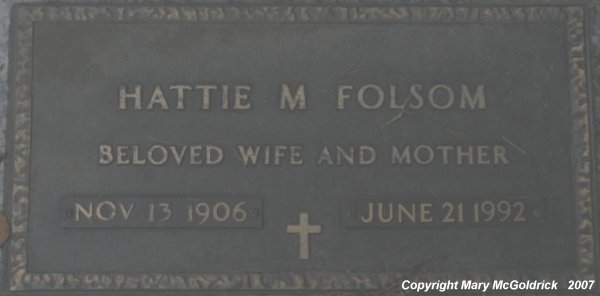 HATTIE M FOLSOM
BELOVED WIFE AND MOTHER
NOV 13 1906 JUNE 21 1992
Copyright Mary McGoldrick 2007